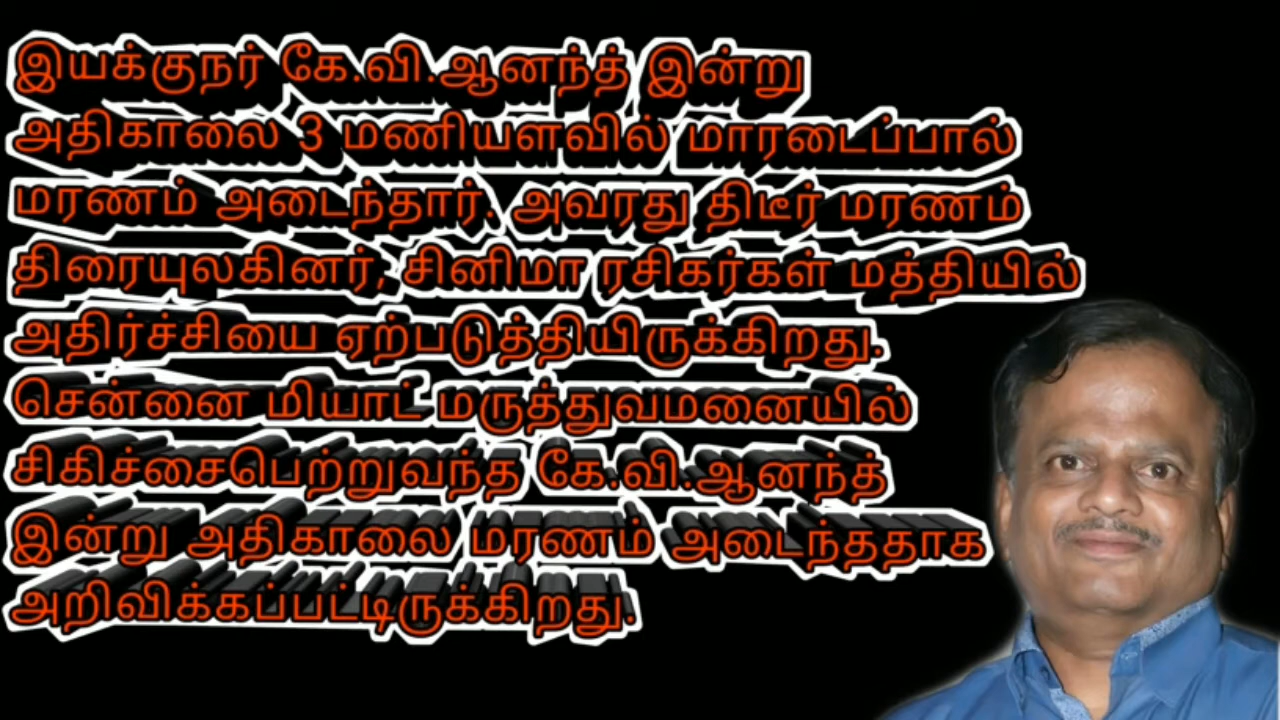 இயக்குநர் கே.வி.ஆனந்த் இன்று
அதிகாலை 3 மணியளவில் மாரடைப்பால்
மரணம் அடைந்தார். அவரது திடீர் மரணம்
திரையுலகினர், சினிமா ரசிகர்கள் மத்தியில்
அதிர்ச்சியை ஏற்படுத்தியிருக்கிறது.
சென்னை மியாட் மருத்துவமனையில்
சிகிச்சைபெற்றுவந்த கே.வி.ஆனந்த்
இன்று அதிகாலை மரணம் அடைந்ததாக
அறிவிக்கப்பட்டிருக்கிறது.